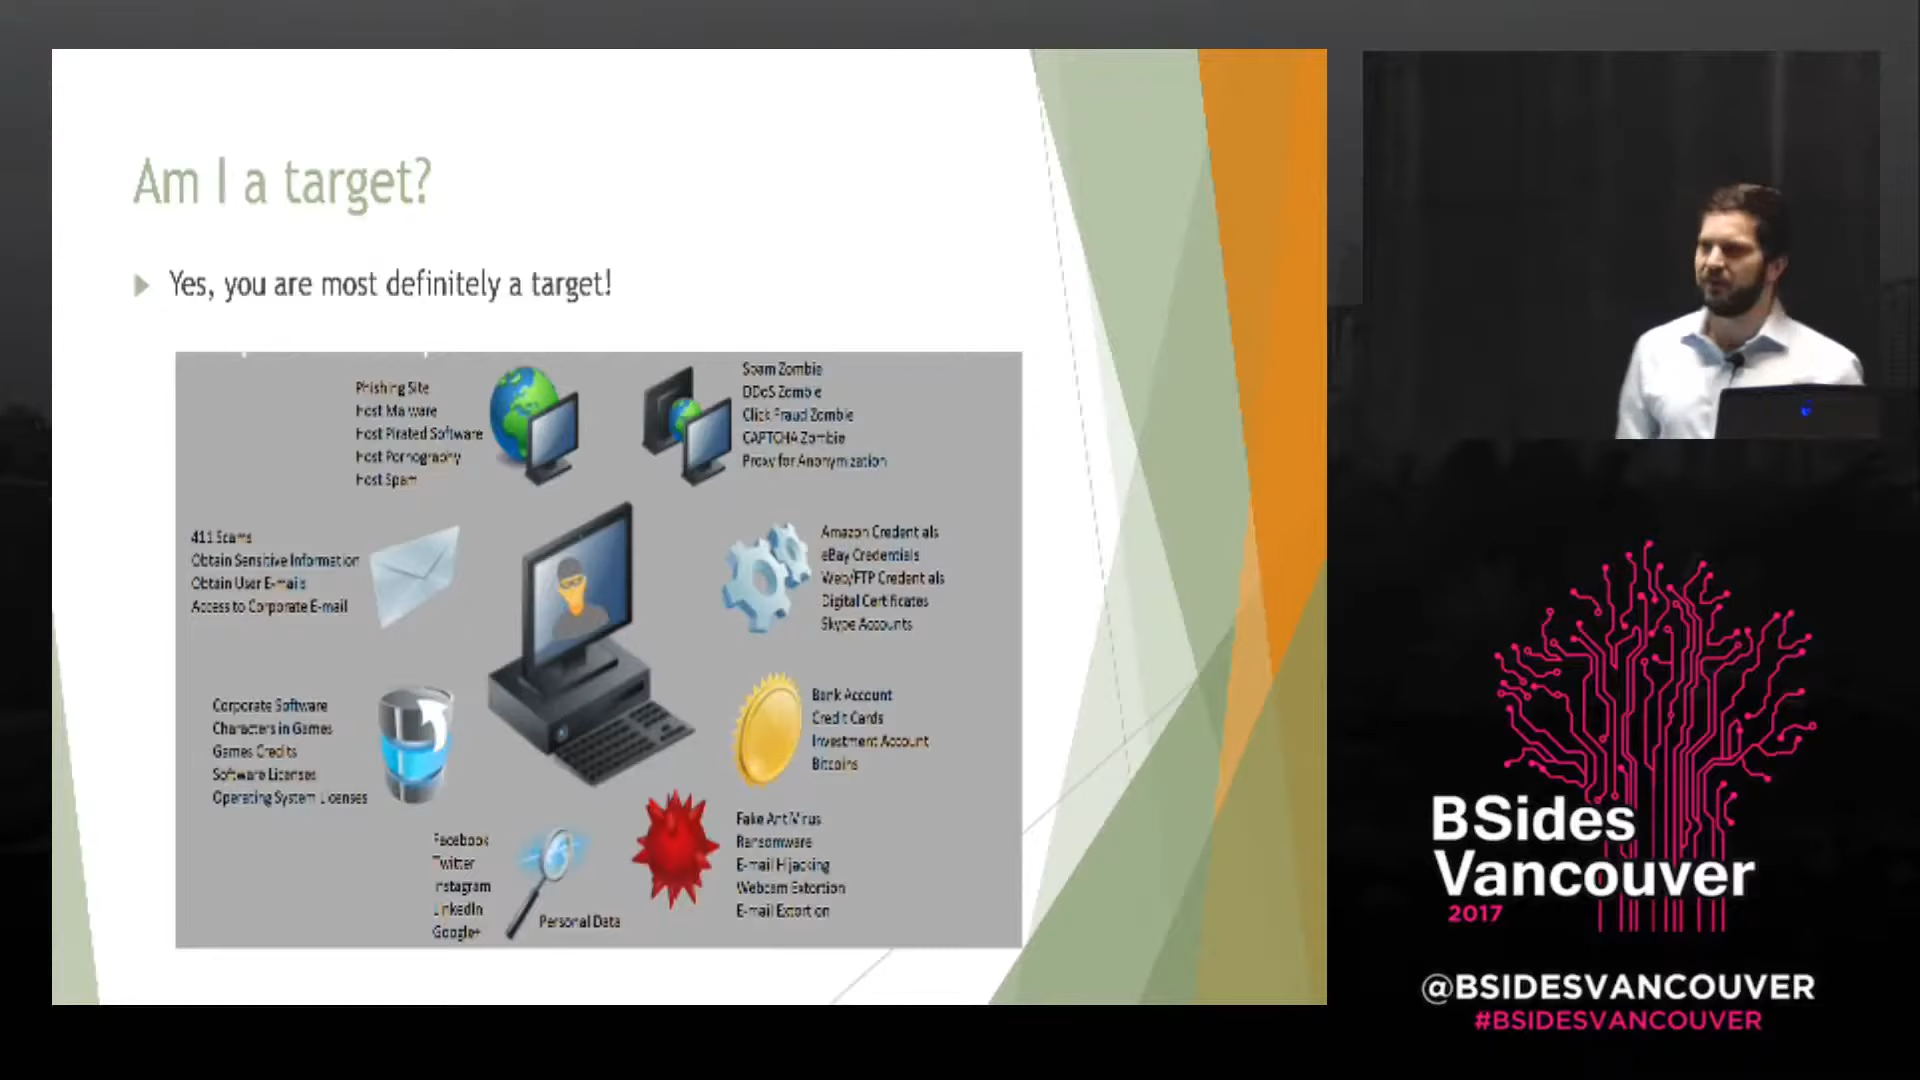 Am I a target?
Yes, you are most definitely a target!
Phishing Site
Host Malware
Host Pirated Software
Host Pornography
Host Spam
Spam Zombie
DDoS Zombie
Click Fraud Zombie
CAPTCHA Zombie
Proxy for Anonymization
411 Scams
Obtain Sensitive Information
Obtain User E-mails
Access to Corporate E-mail
Amazon Credentials
eBay Credentials
Web/FTP Credentials
Digital Certificates
Skype Accounts
Corporate Software
Characters in Games
Games Credits
Software Licenses
Operating System Licenses
Bank Account
Credit Cards
Investment Account
Bitcoins
Facebook
Twitter
Instagram
LinkedIn
Google+
Personal Data
Fake AntiVirus
Ransomware
E-mail Hijacking
Webcam Extortion
E-mail Extortion
BSides
Vancouver
2017
@BSIDESVANCOUVER
#BSIDESVANCOUVER